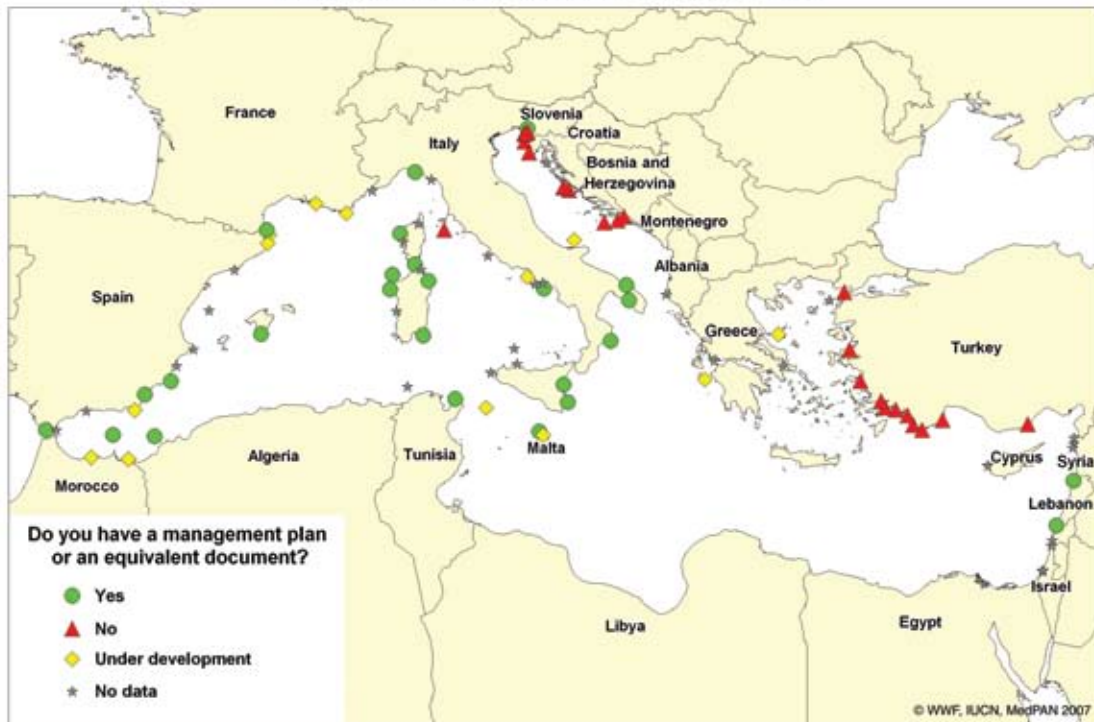 Slovenia
France
Croatia
Italy
Bosnia and
Herzegovina
Montenegro
Albania
Spain
Greece
Turkey
Malta
Cyprus
Syria
Algeria
Tunisia
Morocco
Lebanon
Israel
Libya
Egypt
Do you have a management plan
or an equivalent document?
Yes
No
Under development
No data
© WWF, IUCN, MedPAN 2007